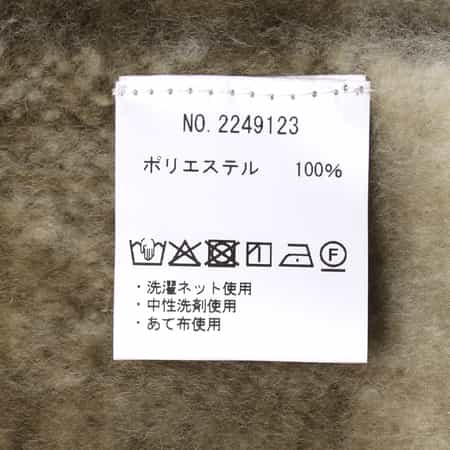 NO. 2249123
ポリエステル 100%
F
・洗濯ネット使用
・中性洗剤使用
・あて布使用